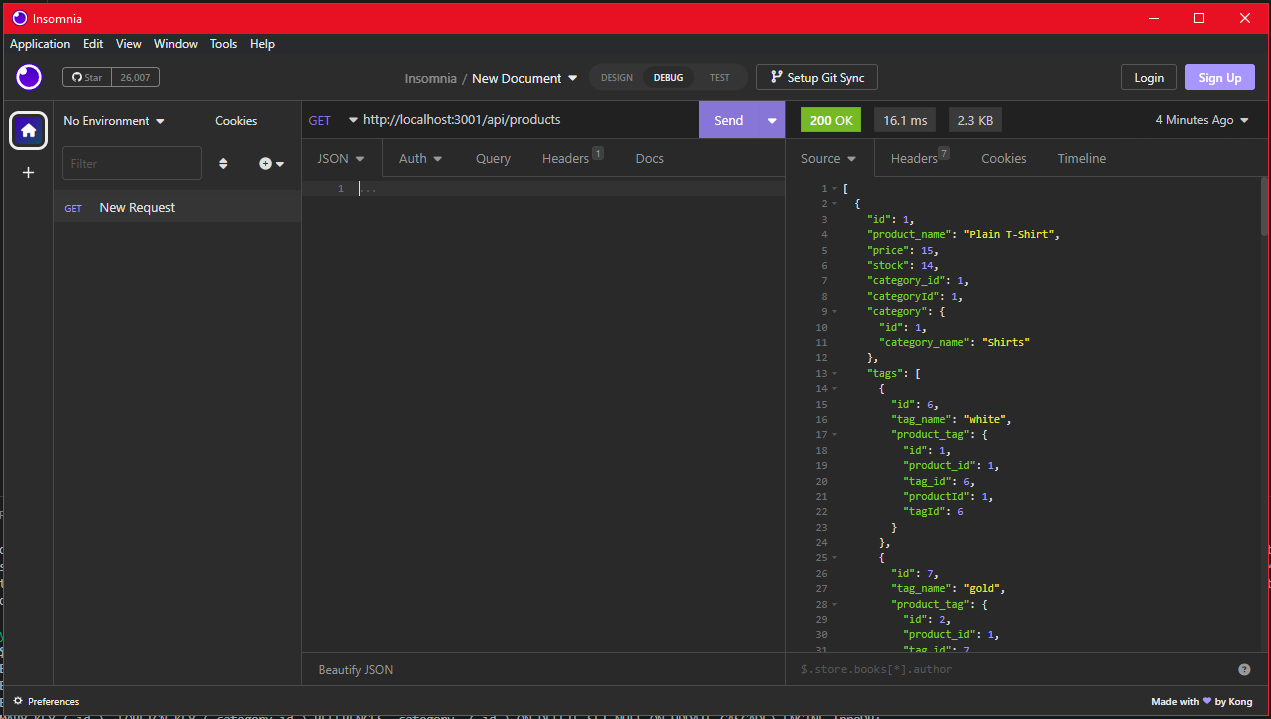 Insomnia
Application Edit View Window Tools Help
Star 26,007
Insomnia / New Document
DESIGN DEBUG TEST
Setup Git Sync
Login Sign Up
No Environment Cookies
Filter
GET New Request
GET http://localhost:3001/api/products Send
JSON Auth Query Headers 1 Docs
1 ...
Beautify JSON
200 OK 16.1 ms 2.3 KB 4 Minutes Ago
Source Headers 7 Cookies Timeline
1 [
2 {
3 "id": 1,
4 "product_name": "Plain T-Shirt",
5 "price": 15,
6 "stock": 14,
7 "category_id": 1,
8 "categoryId": 1,
9 "category": {
10 "id": 1,
11 "category_name": "Shirts"
12 },
13 "tags": [
14 {
15 "id": 6,
16 "tag_name": "white",
17 "product_tag": {
18 "id": 1,
19 "product_id": 1,
20 "tag_id": 6,
21 "productId": 1,
22 "tagId": 6
23 }
24 },
25 {
26 "id": 7,
27 "tag_name": "gold",
28 "product_tag": {
29 "id": 2,
30 "product_id": 1,
31 "tag_id": 7
$.store.books[*].author
Preferences
Made with by Kong